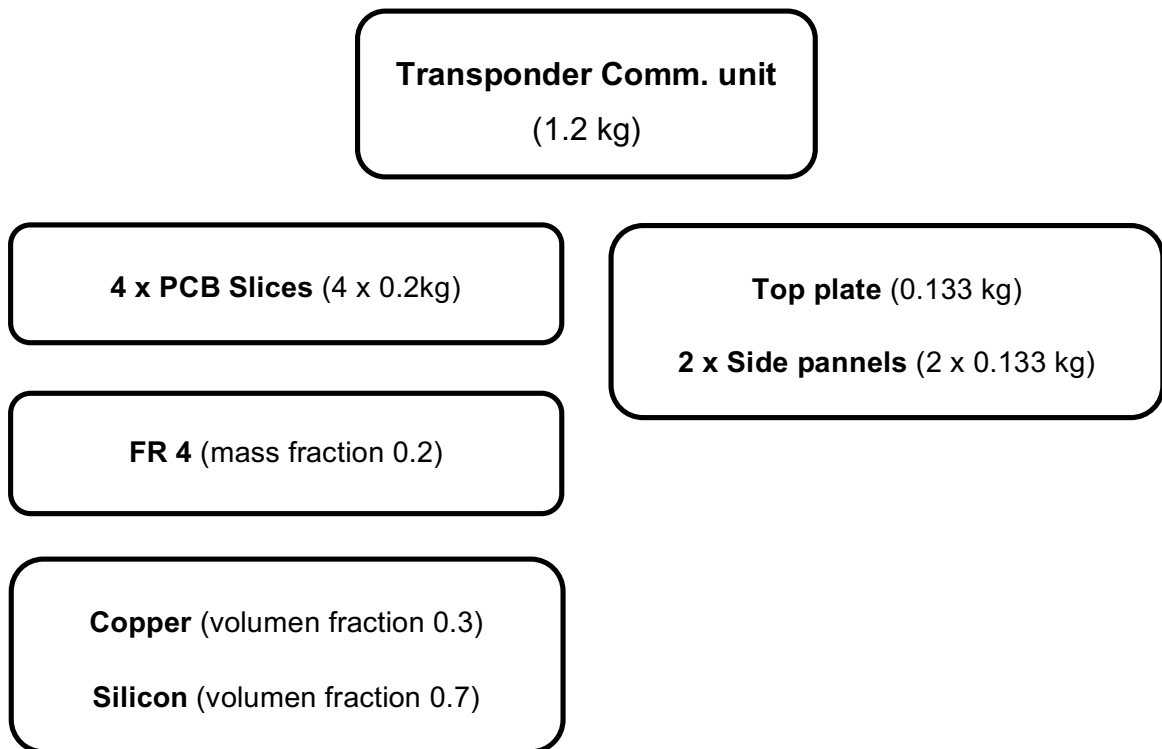 Transponder Comm. unit
(1.2 kg)
4 x PCB Slices (4 x 0.2kg)
Top plate (0.133 kg)
2 x Side pannels (2 x 0.133 kg)
FR 4 (mass fraction 0.2)
Copper (volumen fraction 0.3)
Silicon (volumen fraction 0.7)